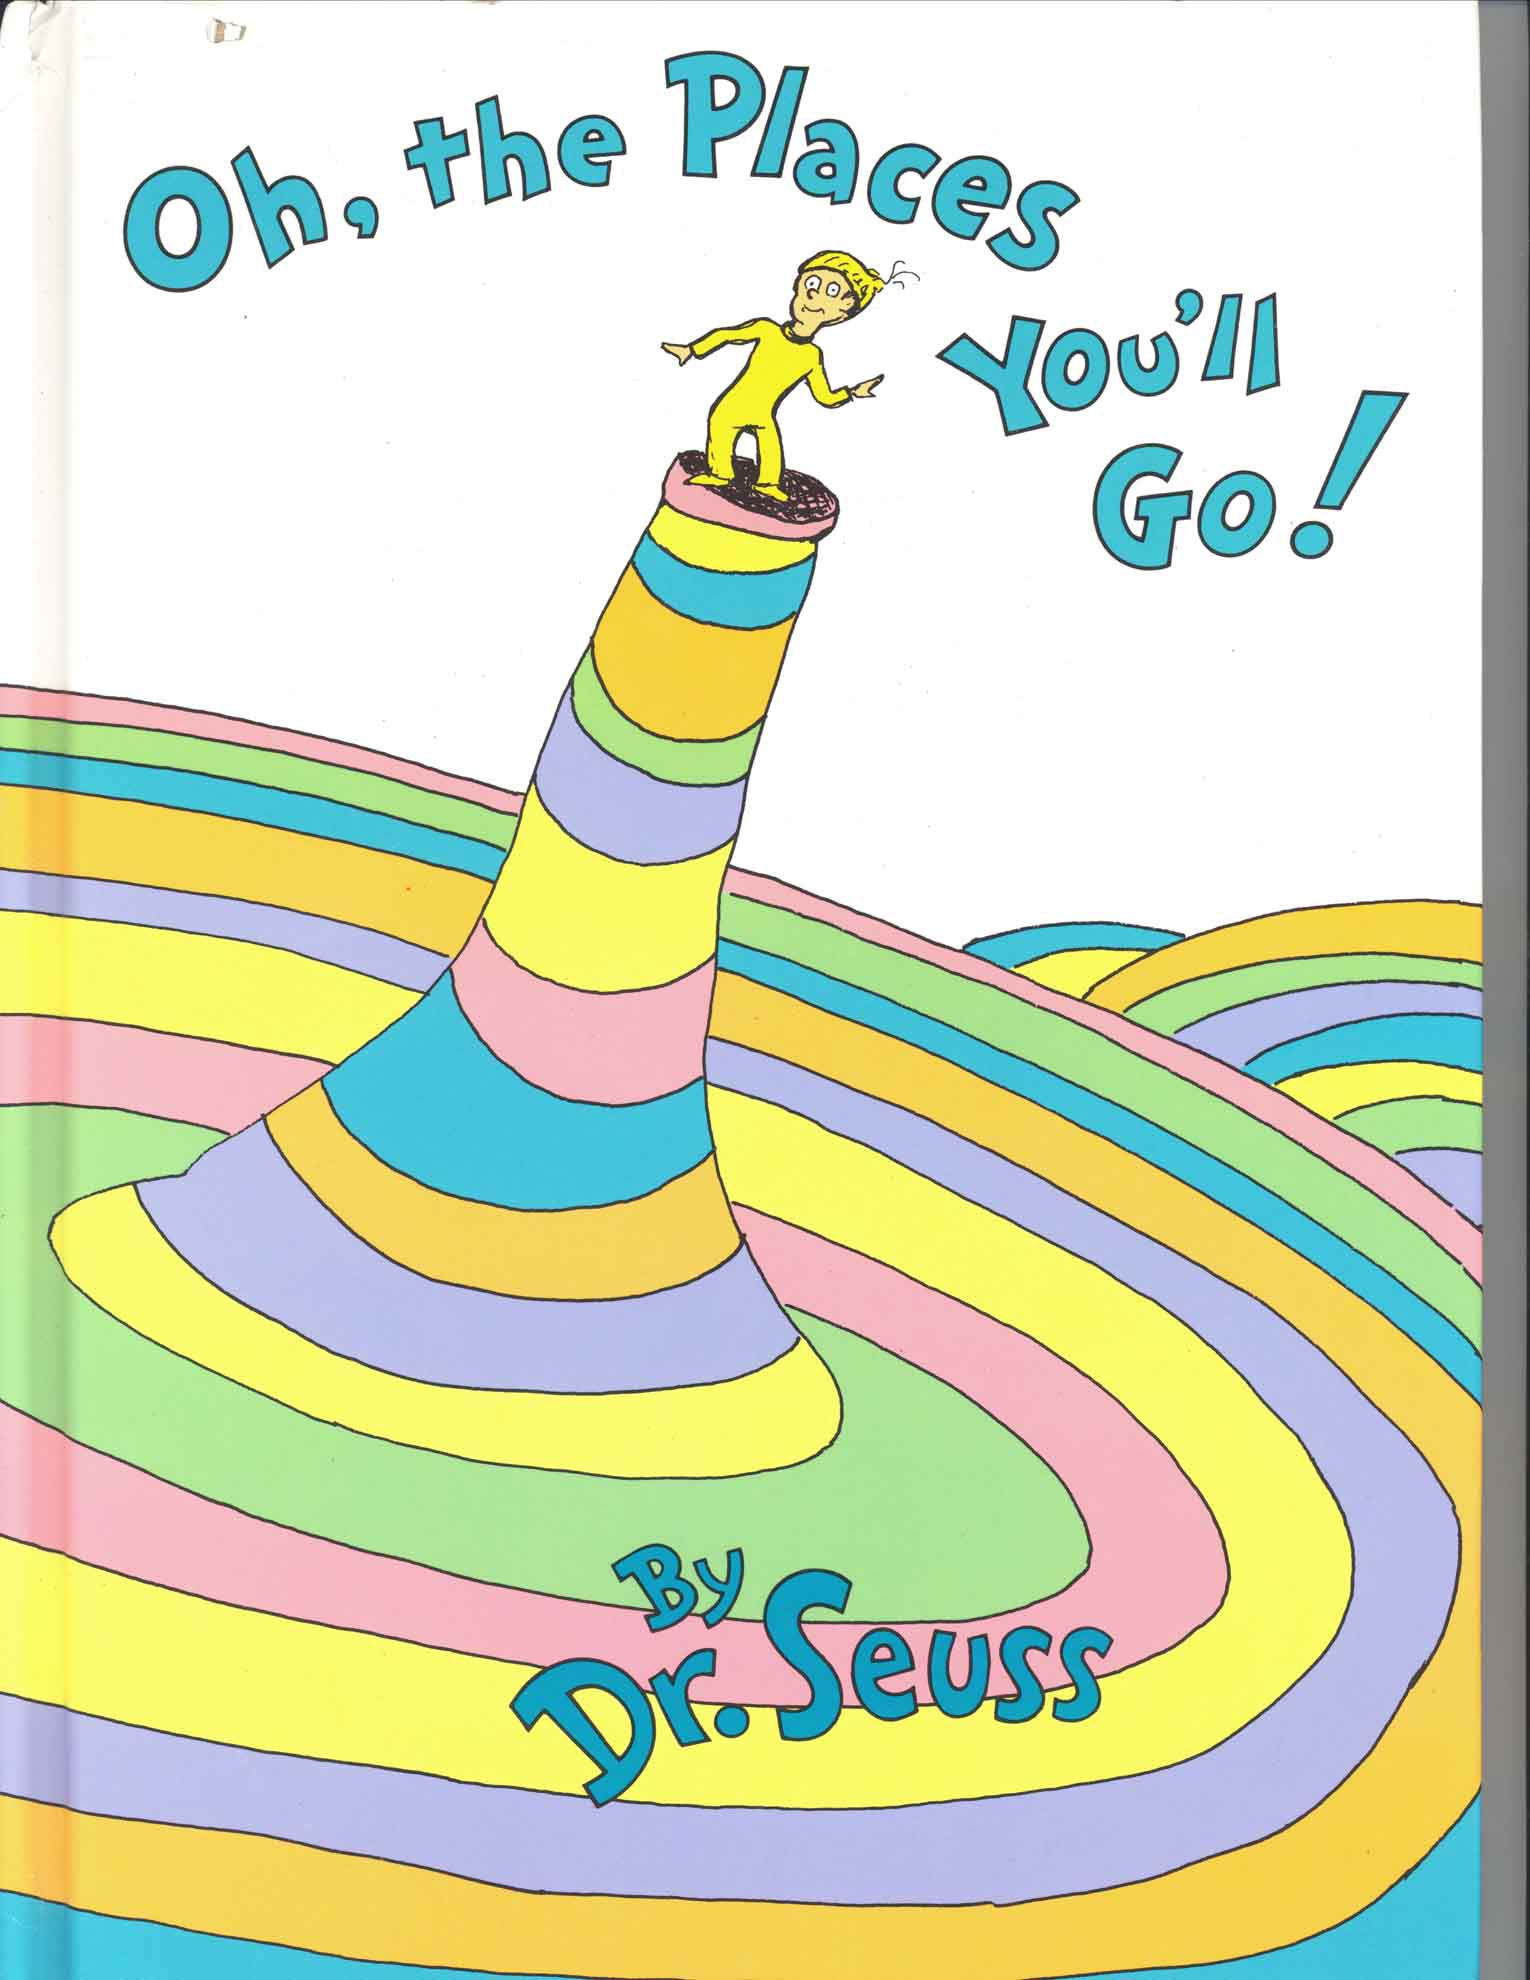 Oh, the Places
You'll
Go!
By
Dr. Seuss